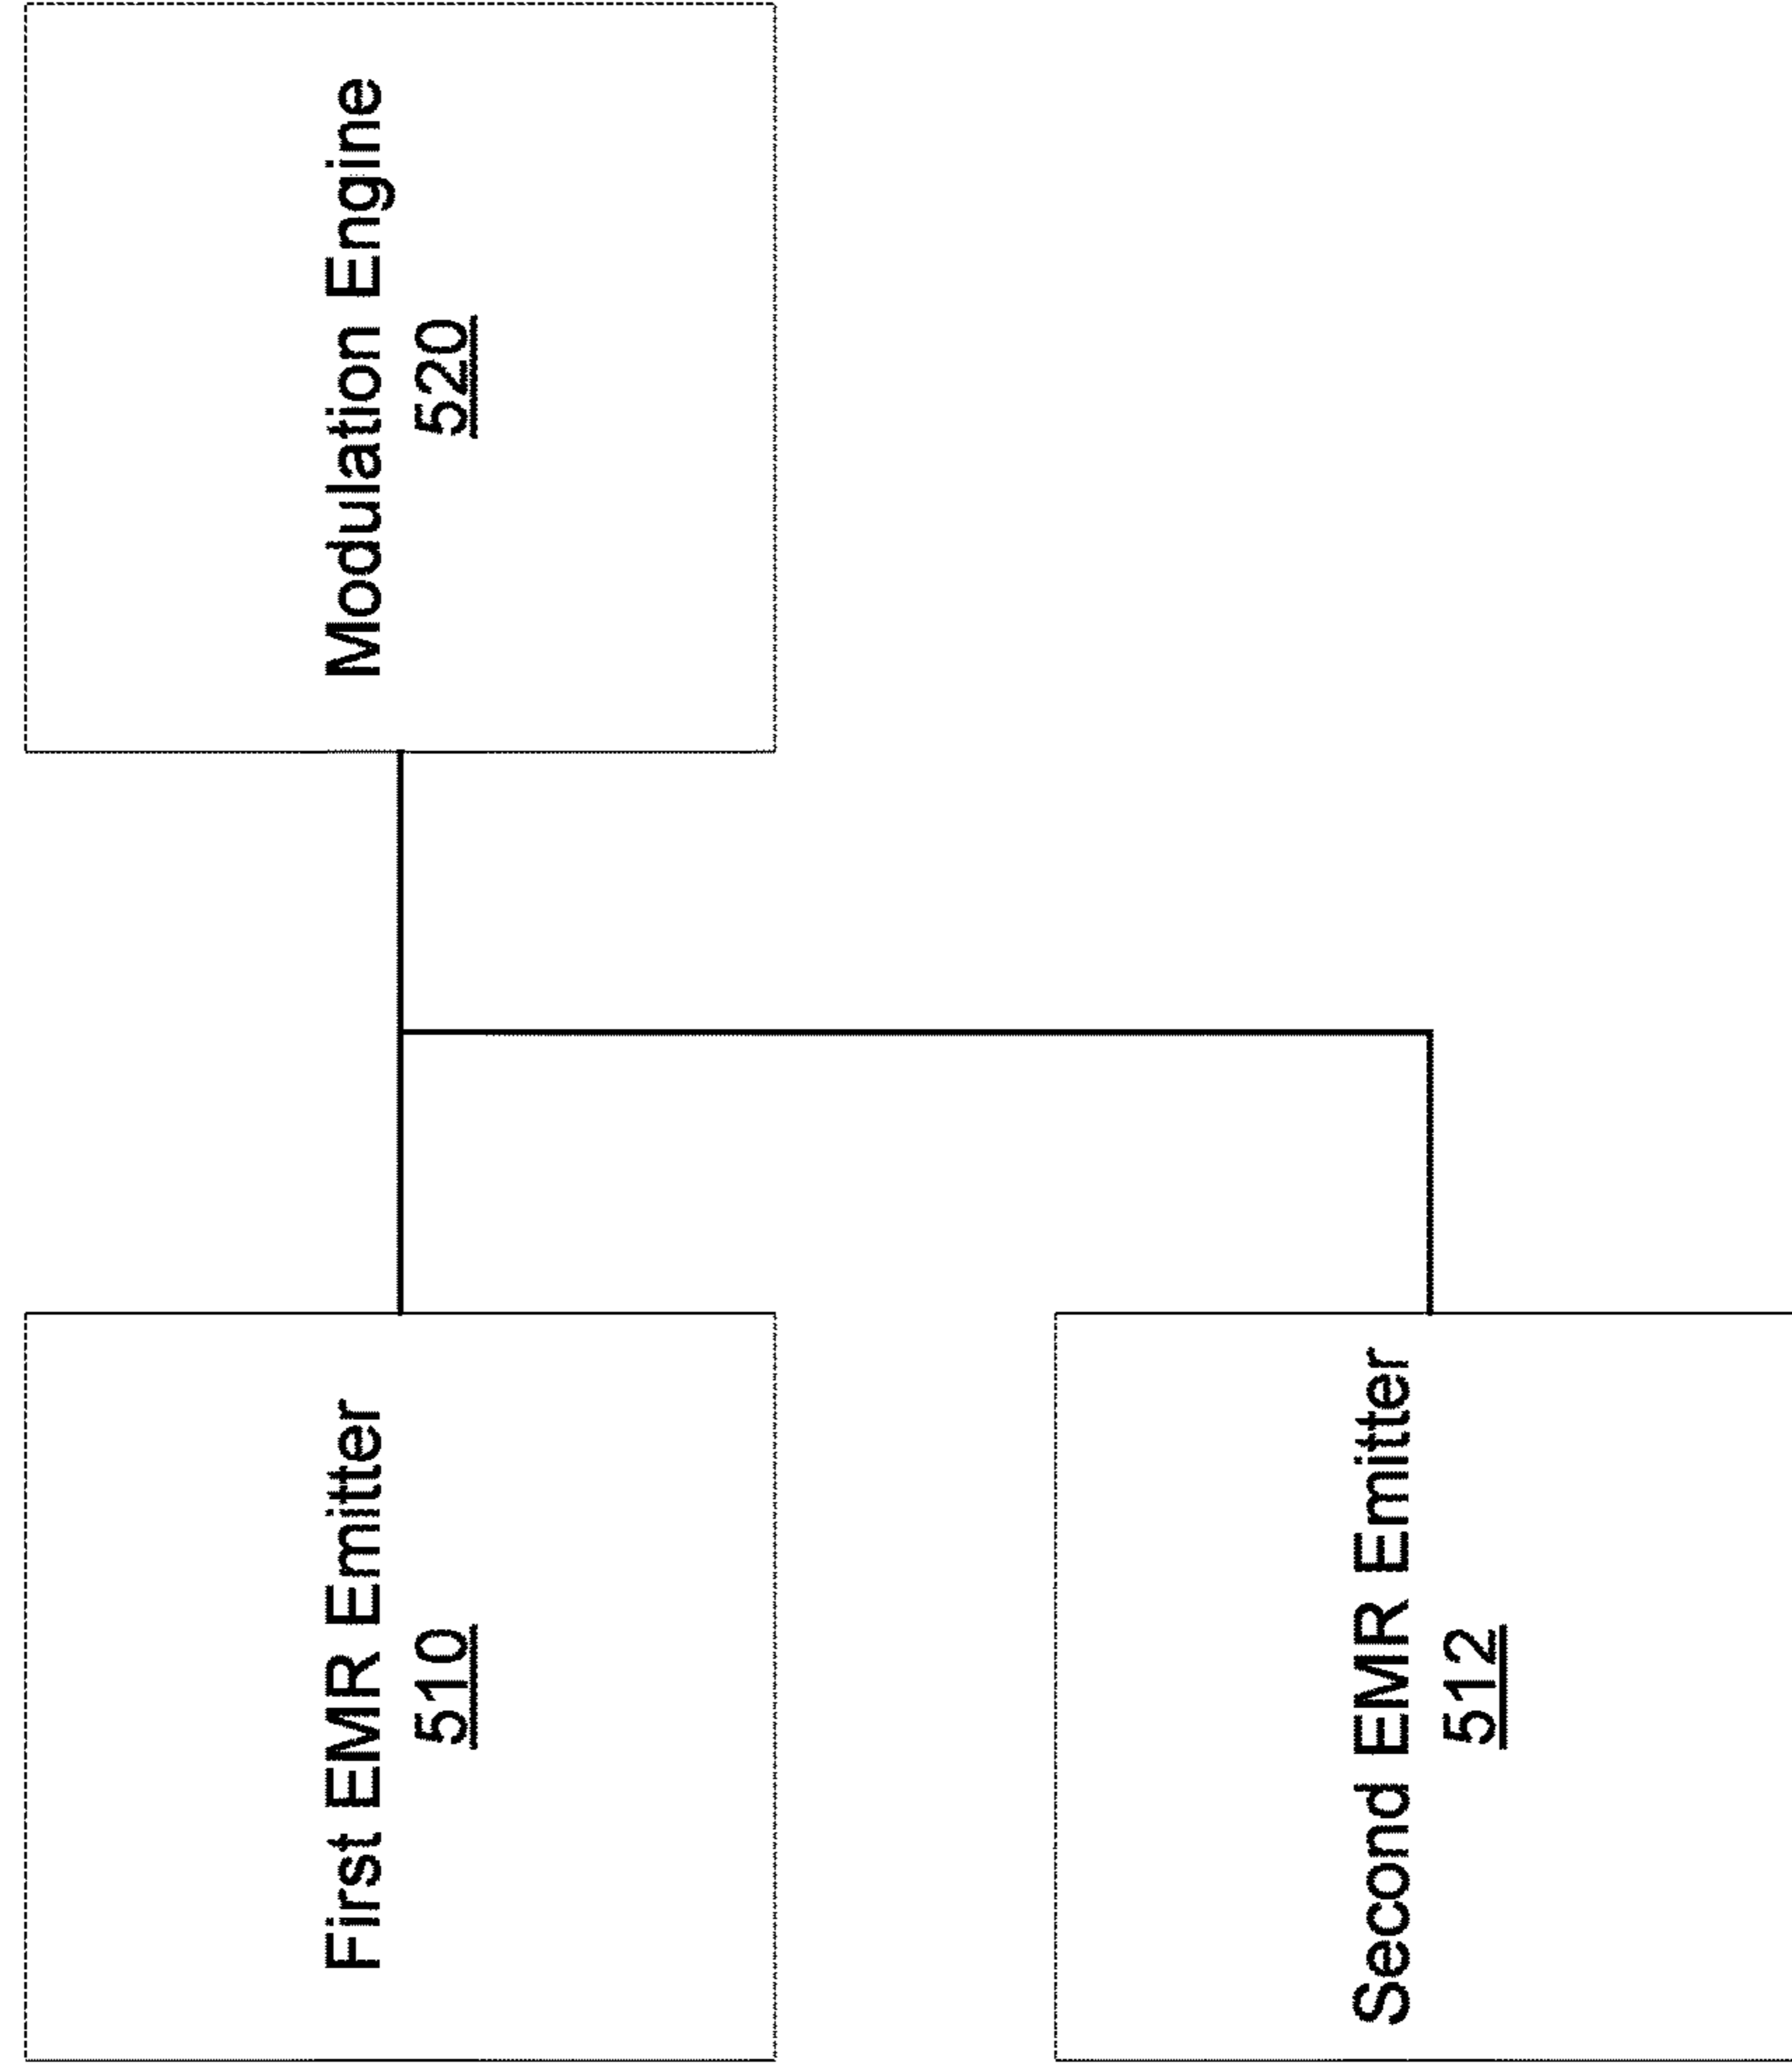 First EMR Emitter
510
Modulation Engine
520
Second EMR Emitter
512